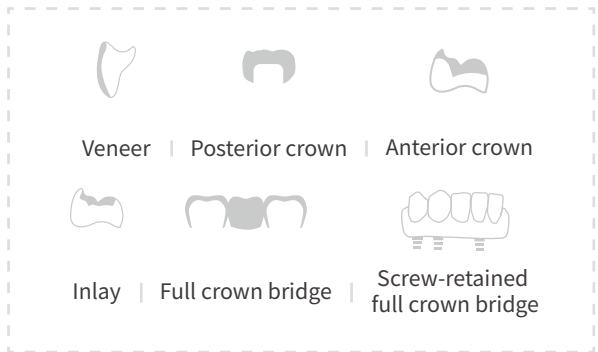 Veneer | Posterior crown | Anterior crown
Inlay | Full crown bridge | Screw-retained
full crown bridge